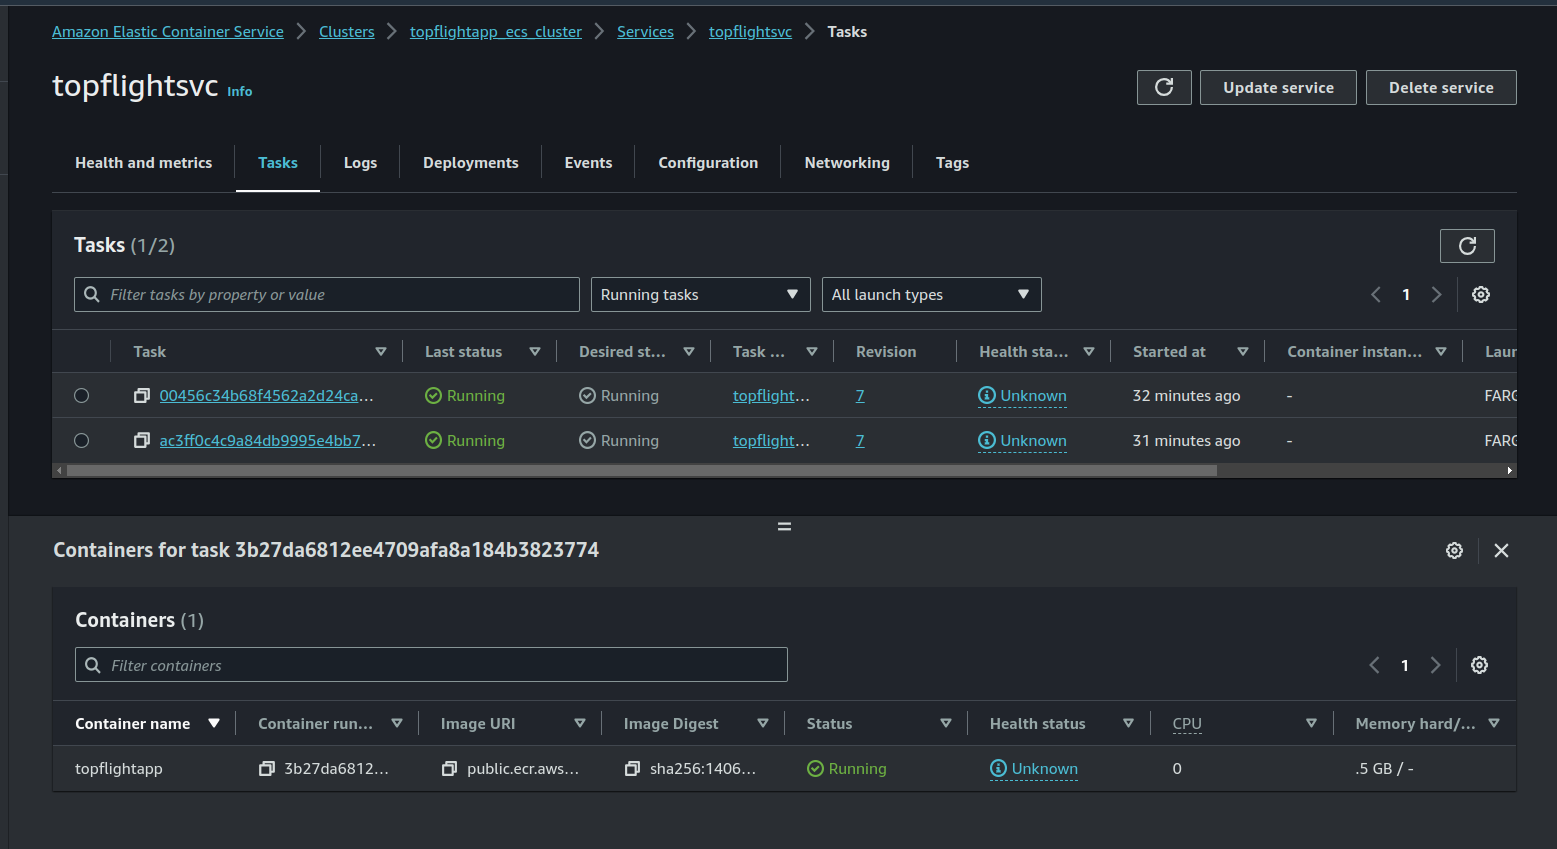 Amazon Elastic Container Service > Clusters > topflightapp_ecs_cluster > Services > topflightsvc > Tasks
topflightsvc Info
Update service Delete service
Health and metrics Tasks Logs Deployments Events Configuration Networking Tags
Tasks (1/2)
Filter tasks by property or value Running tasks All launch types 1
Task Last status Desired st... Task ... Revision Health sta... Started at Container instan... Laur
00456c34b68f4562a2d24ca... Running Running topflight... 7 Unknown 32 minutes ago - FARG
ac3ff0c4c9a84db9995e4bb7... Running Running topflight... 7 Unknown 31 minutes ago - FARG
Containers for task 3b27da6812ee4709afa8a184b3823774
Containers (1)
Filter containers 1
Container name Container run... Image URI Image Digest Status Health status CPU Memory hard/...
topflightapp 3b27da6812... public.ecr.aws... sha256:1406... Running Unknown 0 .5 GB / -